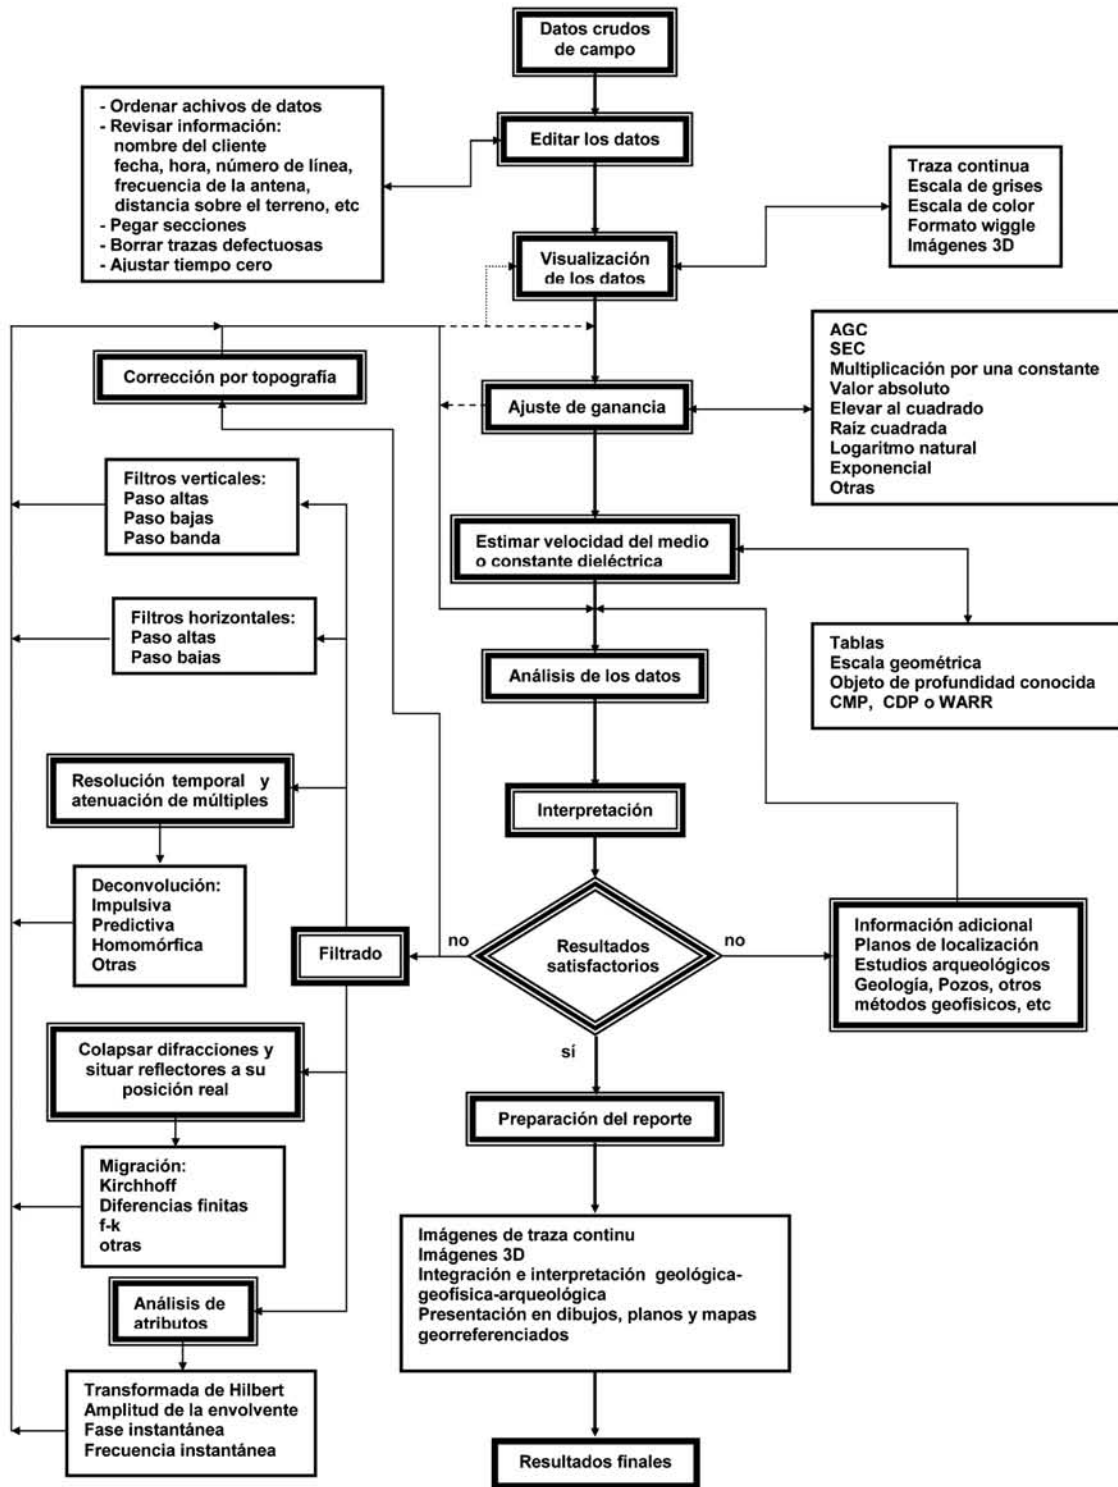 Datos crudos
de campo
- Ordenar achivos de datos
- Revisar información:
nombre del cliente
fecha, hora, número de línea,
frecuencia de la antena,
distancia sobre el terreno, etc
- Pegar secciones
- Borrar trazas defectuosas
- Ajustar tiempo cero
Editar los datos
Traza continua
Escala de grises
Escala de color
Formato wiggle
Imágenes 3D
Visualización
de los datos
Corrección por topografía
Ajuste de ganancia
AGC
SEC
Multiplicación por una constante
Valor absoluto
Elevar al cuadrado
Raíz cuadrada
Logaritmo natural
Exponencial
Otras
Filtros verticales:
Paso altas
Paso bajas
Paso banda
Estimar velocidad del medio
o constante dieléctrica
Filtros horizontales:
Paso altas
Paso bajas
Análisis de los datos
Tablas
Escala geométrica
Objeto de profundidad conocida
CMP, CDP o WARR
Resolución temporal y
atenuación de múltiples
Interpretación
Deconvolución:
Impulsiva
Predictiva
Homomórfica
Otras
Filtrado
no
Resultados
satisfactorios
no
Información adicional
Planos de localización
Estudios arqueológicos
Geología, Pozos, otros
métodos geofísicos, etc
sí
Colapsar difracciones y
situar reflectores a su
posición real
Preparación del reporte
Migración:
Kirchhoff
Diferencias finitas
f-k
otras
Imágenes de traza continu
Imágenes 3D
Integración e interpretación geológica-
geofísica-arqueológica
Presentación en dibujos, planos y mapas
georreferenciados
Análisis de
atributos
Transformada de Hilbert
Amplitud de la envolvente
Fase instantánea
Frecuencia instantánea
Resultados finales